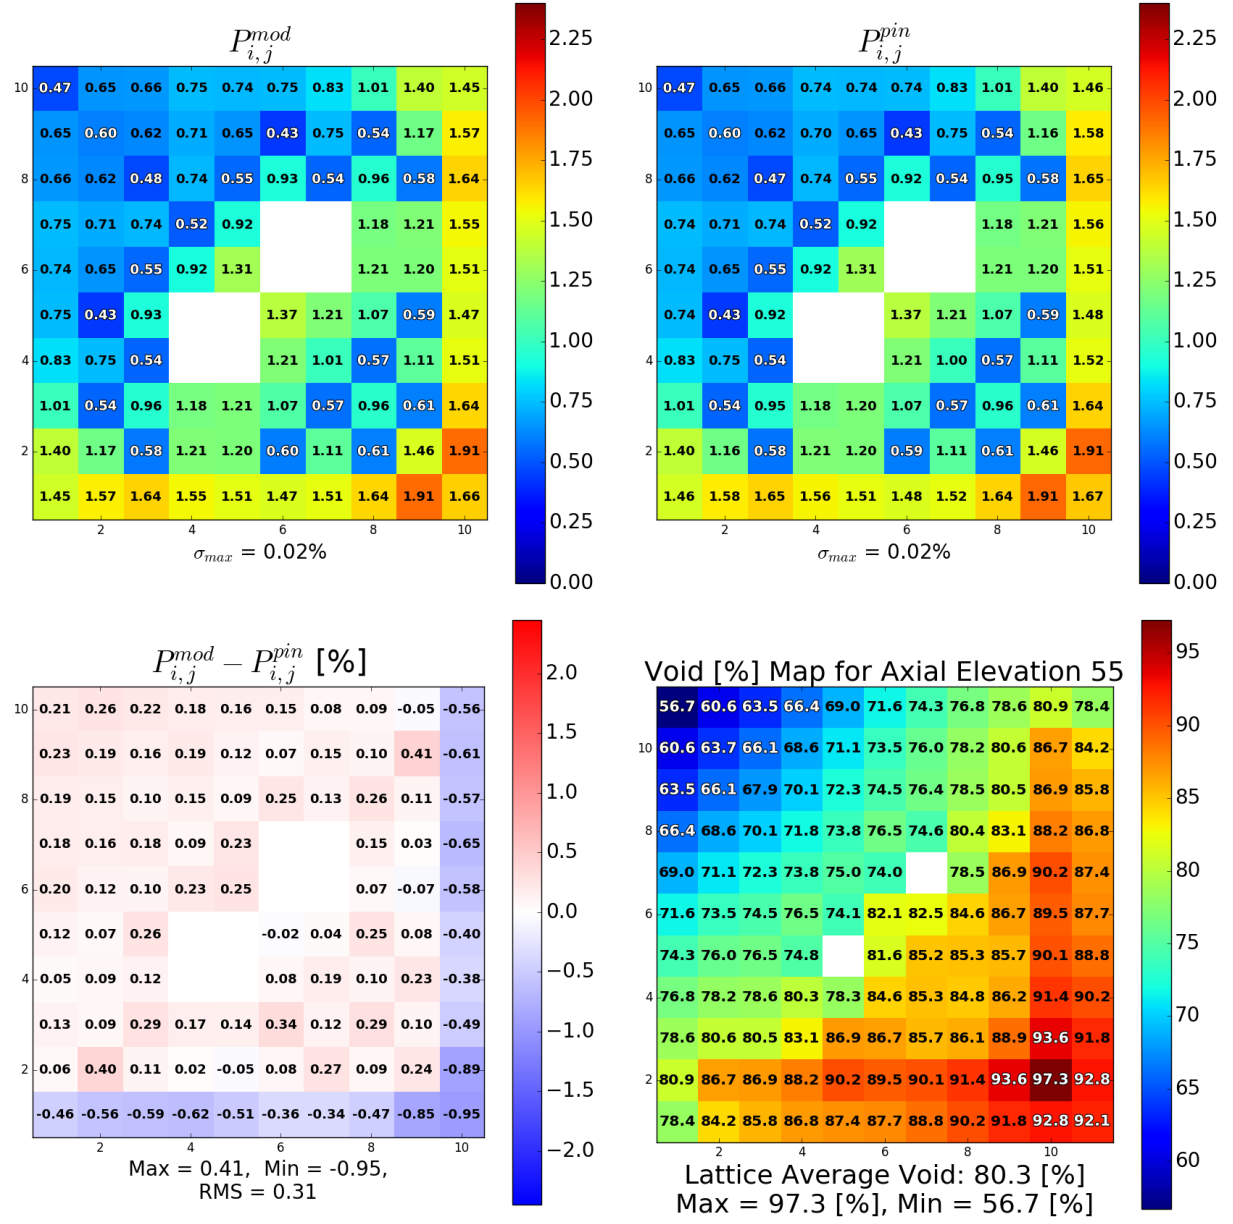 P^{mod}_{i,j}
10 0.47 0.65 0.66 0.75 0.74 0.75 0.83 1.01 1.40 1.45
0.65 0.60 0.62 0.71 0.65 0.43 0.75 0.54 1.17 1.57
8 0.66 0.62 0.48 0.74 0.55 0.93 0.54 0.96 0.58 1.64
0.75 0.71 0.74 0.52 0.92 1.18 1.21 1.55
6 0.74 0.65 0.55 0.92 1.31 1.21 1.20 1.51
0.75 0.43 0.93 1.37 1.21 1.07 0.59 1.47
4 0.83 0.75 0.54 1.21 1.01 0.57 1.11 1.51
1.01 0.54 0.96 1.18 1.21 1.07 0.57 0.96 0.61 1.64
2 1.40 1.17 0.58 1.21 1.20 0.60 1.11 0.61 1.46 1.91
1.45 1.57 1.64 1.55 1.51 1.47 1.51 1.64 1.91 1.66
2 4 6 8 10
σ_{max} = 0.02%
2.25
2.00
1.75
1.50
1.25
1.00
0.75
0.50
0.25
0.00
P^{pin}_{i,j}
10 0.47 0.65 0.66 0.74 0.74 0.74 0.83 1.01 1.40 1.46
0.65 0.60 0.62 0.70 0.65 0.43 0.75 0.54 1.16 1.58
8 0.66 0.62 0.47 0.74 0.55 0.92 0.54 0.95 0.58 1.65
0.74 0.71 0.74 0.52 0.92 1.18 1.21 1.56
6 0.74 0.65 0.55 0.92 1.31 1.21 1.20 1.51
0.74 0.43 0.92 1.37 1.21 1.07 0.59 1.48
4 0.83 0.75 0.54 1.21 1.00 0.57 1.11 1.52
1.01 0.54 0.95 1.18 1.20 1.07 0.57 0.96 0.61 1.64
2 1.40 1.16 0.58 1.21 1.20 0.59 1.11 0.61 1.46 1.91
1.46 1.58 1.65 1.56 1.51 1.48 1.52 1.64 1.91 1.67
2 4 6 8 10
σ_{max} = 0.02%
2.25
2.00
1.75
1.50
1.25
1.00
0.75
0.50
0.25
0.00
P^{mod}_{i,j} − P^{pin}_{i,j} [%]
10 0.21 0.26 0.22 0.18 0.16 0.15 0.08 0.09 -0.05 -0.56
0.23 0.19 0.16 0.19 0.12 0.07 0.15 0.10 0.41 -0.61
8 0.19 0.15 0.10 0.15 0.09 0.25 0.13 0.26 0.11 -0.57
0.18 0.16 0.18 0.09 0.23 0.15 0.03 -0.65
6 0.20 0.12 0.10 0.23 0.25 0.07 -0.07 -0.58
0.12 0.07 0.26 -0.02 0.04 0.25 0.08 -0.40
4 0.05 0.09 0.12 0.08 0.19 0.10 0.23 -0.38
0.13 0.09 0.29 0.17 0.14 0.34 0.12 0.29 0.10 -0.49
2 0.06 0.40 0.11 0.02 -0.05 0.08 0.27 0.09 0.24 -0.89
-0.46 -0.56 -0.59 -0.62 -0.51 -0.36 -0.34 -0.47 -0.85 -0.95
2 4 6 8 10
Max = 0.41, Min = -0.95,
RMS = 0.31
2.0
1.5
1.0
0.5
0.0
−0.5
−1.0
−1.5
−2.0
Void [%] Map for Axial Elevation 55
56.7 60.6 63.5 66.4 69.0 71.6 74.3 76.8 78.6 80.9 78.4
10 60.6 63.7 66.1 68.6 71.1 73.5 76.0 78.2 80.6 86.7 84.2
63.5 66.1 67.9 70.1 72.3 74.5 76.4 78.5 80.5 86.9 85.8
8 66.4 68.6 70.1 71.8 73.8 76.5 74.6 80.4 83.1 88.2 86.8
69.0 71.1 72.3 73.8 75.0 74.0 78.5 86.9 90.2 87.4
6 71.6 73.5 74.5 76.5 74.1 82.1 82.5 84.6 86.7 89.5 87.7
74.3 76.0 76.5 74.8 81.6 85.2 85.3 85.7 90.1 88.8
4 76.8 78.2 78.6 80.3 78.3 84.6 85.3 84.8 86.2 91.4 90.2
78.6 80.6 80.5 83.1 86.9 86.7 85.7 86.1 88.9 93.6 91.8
2 80.9 86.7 86.9 88.2 90.2 89.5 90.1 91.4 93.6 97.3 92.8
78.4 84.2 85.8 86.8 87.4 87.7 88.8 90.2 91.8 92.8 92.1
2 4 6 8 10
Lattice Average Void: 80.3 [%]
Max = 97.3 [%], Min = 56.7 [%]
95
90
85
80
75
70
65
60